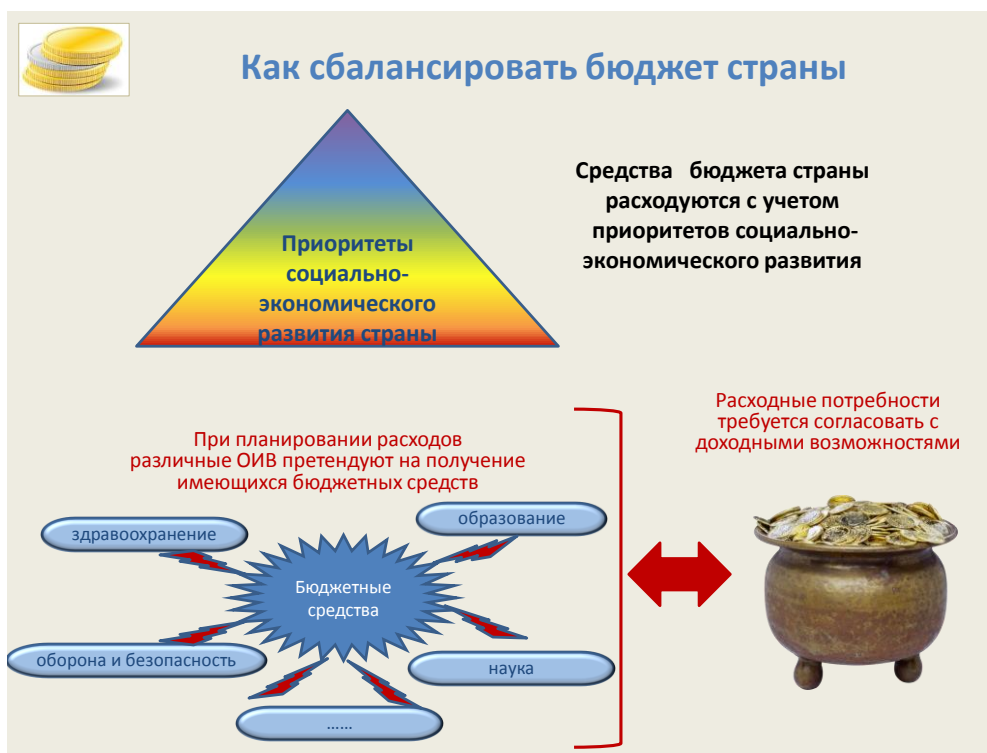 Как сбалансировать бюджет страны
Средства бюджета страны
расходуются с учетом
приоритетов социально-
экономического развития
Приоритеты
социально-
экономического
развития страны
Расходные потребности
требуется согласовать с
доходными возможностями
При планировании расходов
различные ОИВ претендуют на получение
имеющихся бюджетных средств
здравоохранение
образование
Бюджетные
средства
оборона и безопасность
наука
......